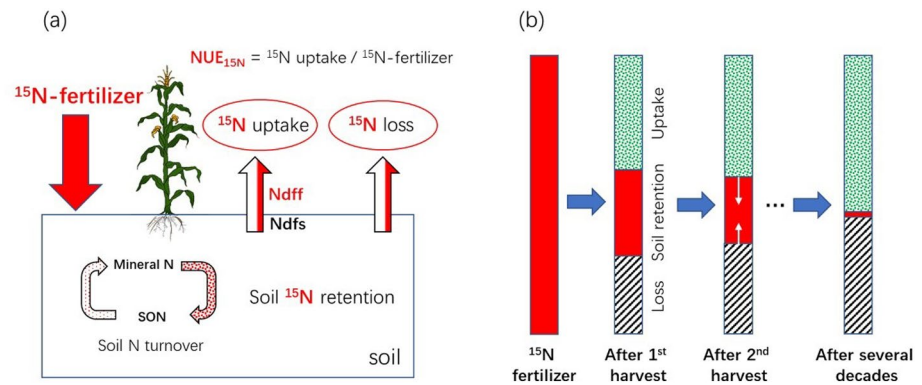 (a)
NUE15N = 15N uptake / 15N-fertilizer
15N-fertilizer
15N uptake
15N loss
Ndff
Ndfs
Mineral N
SON
Soil N turnover
Soil 15N retention
soil
(b)
Uptake
Soil retention
Loss
...
15N
fertilizer
After 1st
harvest
After 2nd
harvest
After several
decades